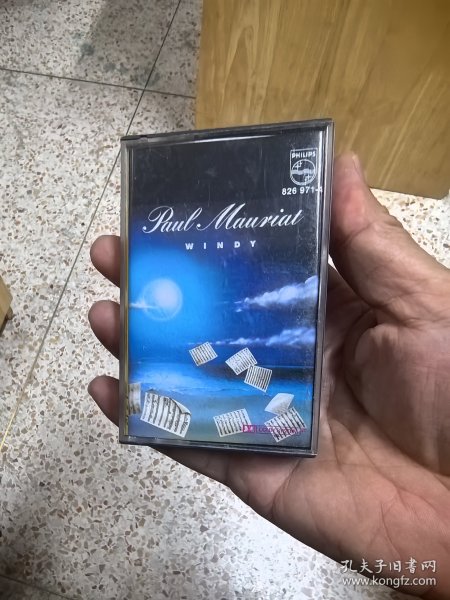 PHILIPS
826 971-4
Paul Mauriat
WINDY
孔夫子旧书网
www.kongfz.com